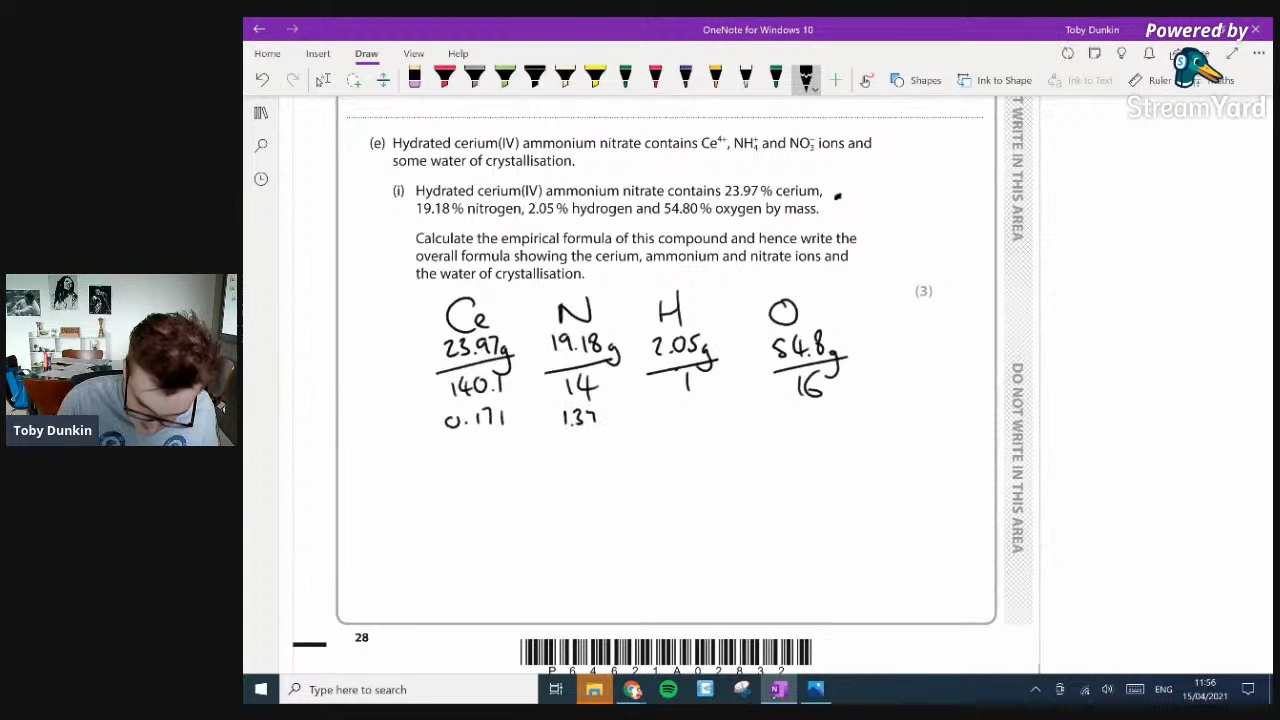 OneNote for Windows 10
Toby Dunkin
Powered by
StreamYard
Home Insert Draw View Help
Shapes Ink to Shape Ink to Text Ruler
(e) Hydrated cerium(IV) ammonium nitrate contains Ce⁴⁺, NH₄⁺ and NO₃⁻ ions and
some water of crystallisation.
(i) Hydrated cerium(IV) ammonium nitrate contains 23.97% cerium,
19.18% nitrogen, 2.05% hydrogen and 54.80% oxygen by mass.
Calculate the empirical formula of this compound and hence write the
overall formula showing the cerium, ammonium and nitrate ions and
the water of crystallisation.
(3)
Ce N H O
23.97g 19.18g 2.05g 54.8g
140.1 14 1 16
0.171 1.37
Toby Dunkin
28
P64621A02832
OT WRITE IN THIS AREA
DO NOT WRITE IN THIS AREA
Type here to search
ENG
11:56
15/04/2021